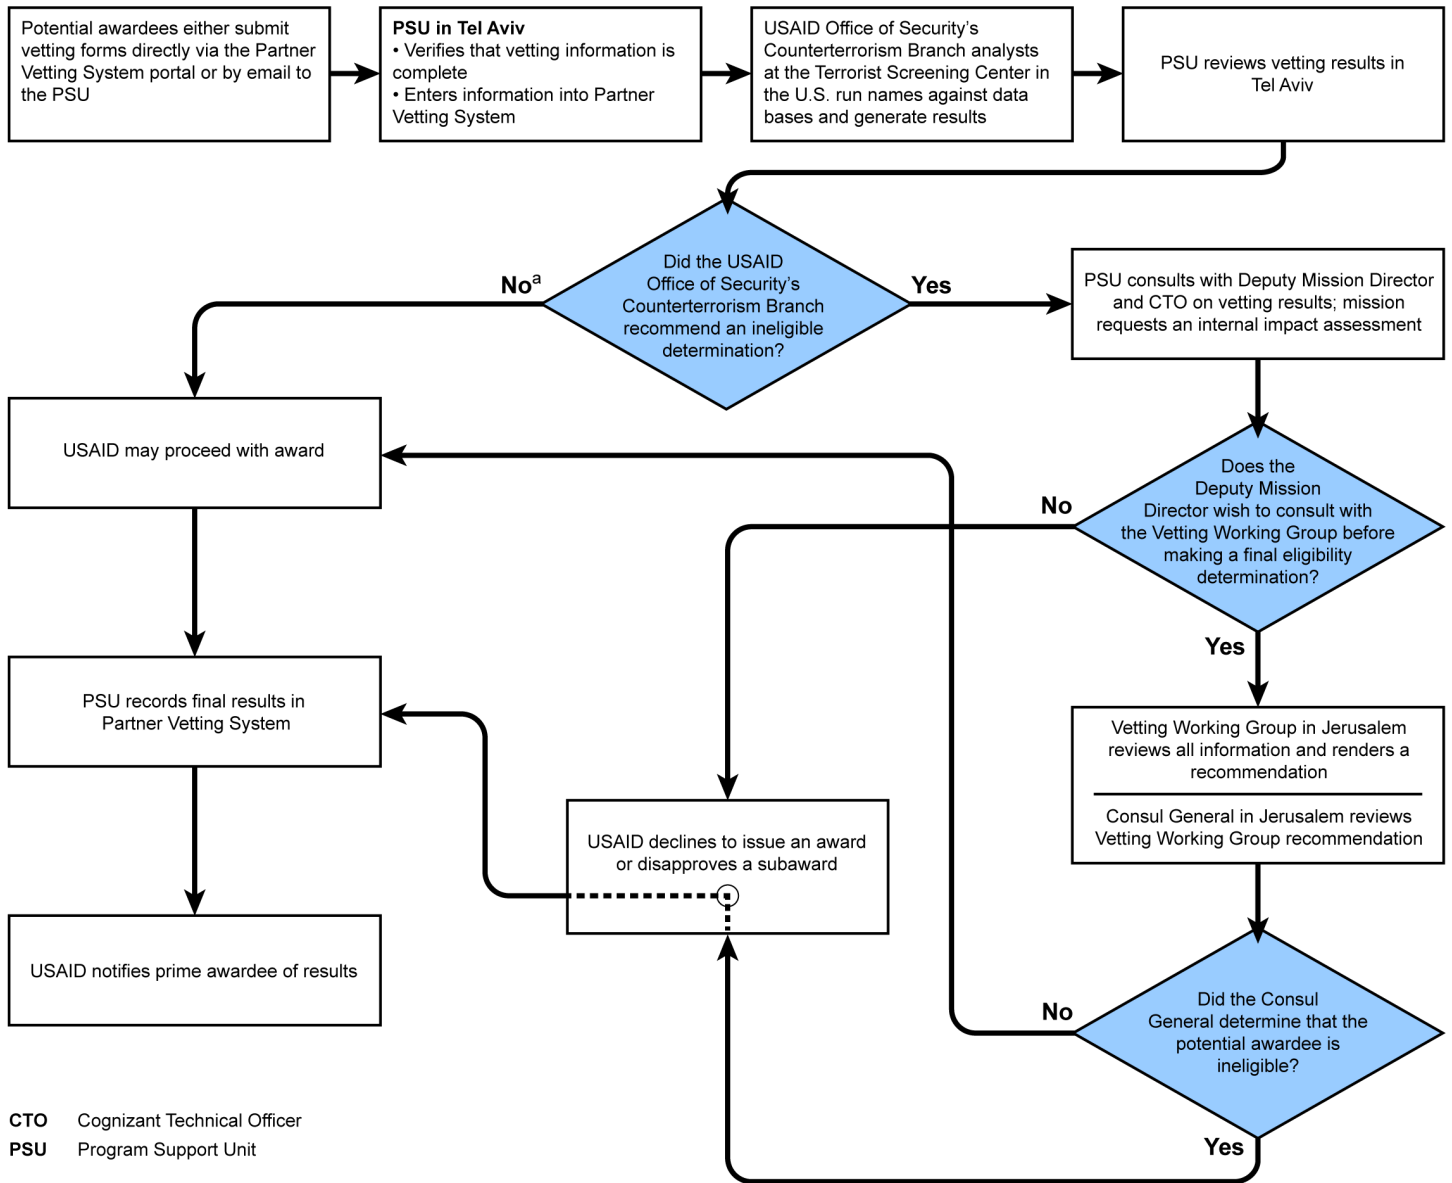 Potential awardees either submit
vetting forms directly via the Partner
Vetting System portal or by email to
the PSU
PSU in Tel Aviv
• Verifies that vetting information is
complete
• Enters information into Partner
Vetting System
USAID Office of Security's
Counterterrorism Branch analysts
at the Terrorist Screening Center in
the U.S. run names against data
bases and generate results
PSU reviews vetting results in
Tel Aviv
Did the USAID
Office of Security's
Counterterrorism Branch
recommend an ineligible
determination?
Noa
Yes
PSU consults with Deputy Mission Director
and CTO on vetting results; mission
requests an internal impact assessment
USAID may proceed with award
Does the
Deputy Mission
Director wish to consult with
the Vetting Working Group before
making a final eligibility
determination?
No
Yes
PSU records final results in
Partner Vetting System
Vetting Working Group in Jerusalem
reviews all information and renders a
recommendation
Consul General in Jerusalem reviews
Vetting Working Group recommendation
USAID declines to issue an award
or disapproves a subaward
USAID notifies prime awardee of results
Did the Consul
General determine that the
potential awardee is
ineligible?
No
Yes
CTO Cognizant Technical Officer
PSU Program Support Unit